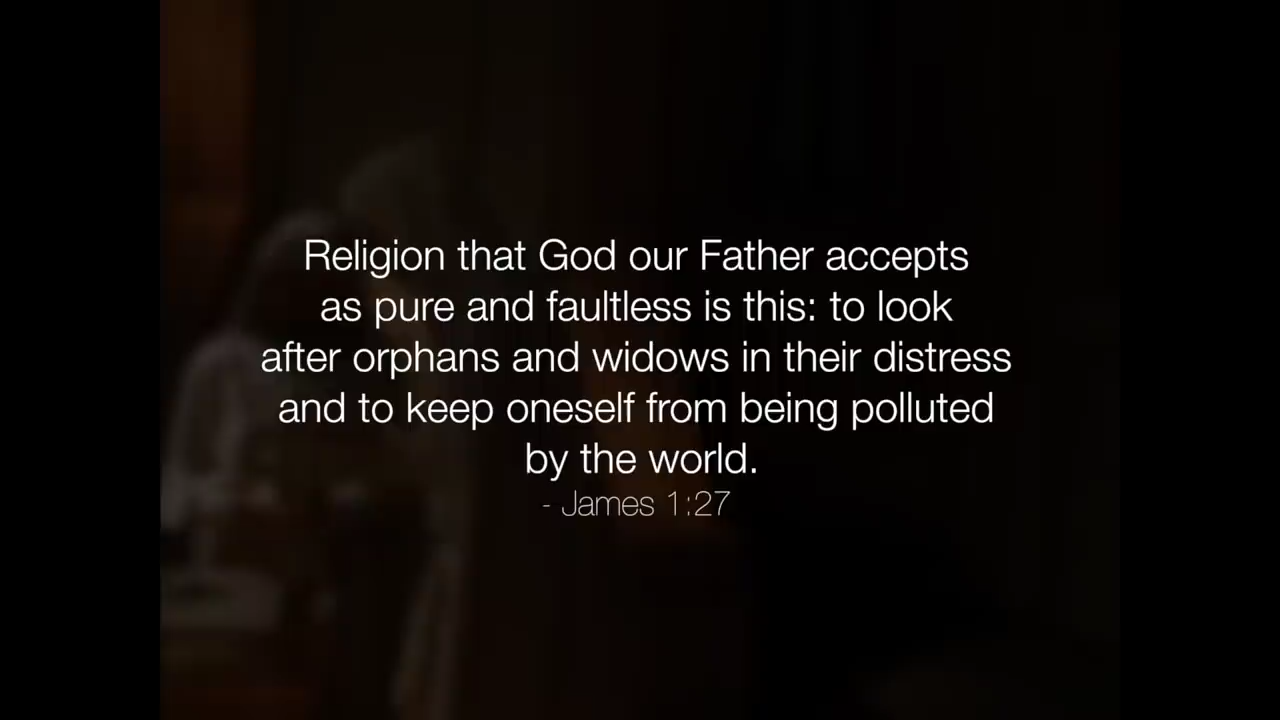 Religion that God our Father accepts
as pure and faultless is this: to look
after orphans and widows in their distress
and to keep oneself from being polluted
by the world.
- James 1:27